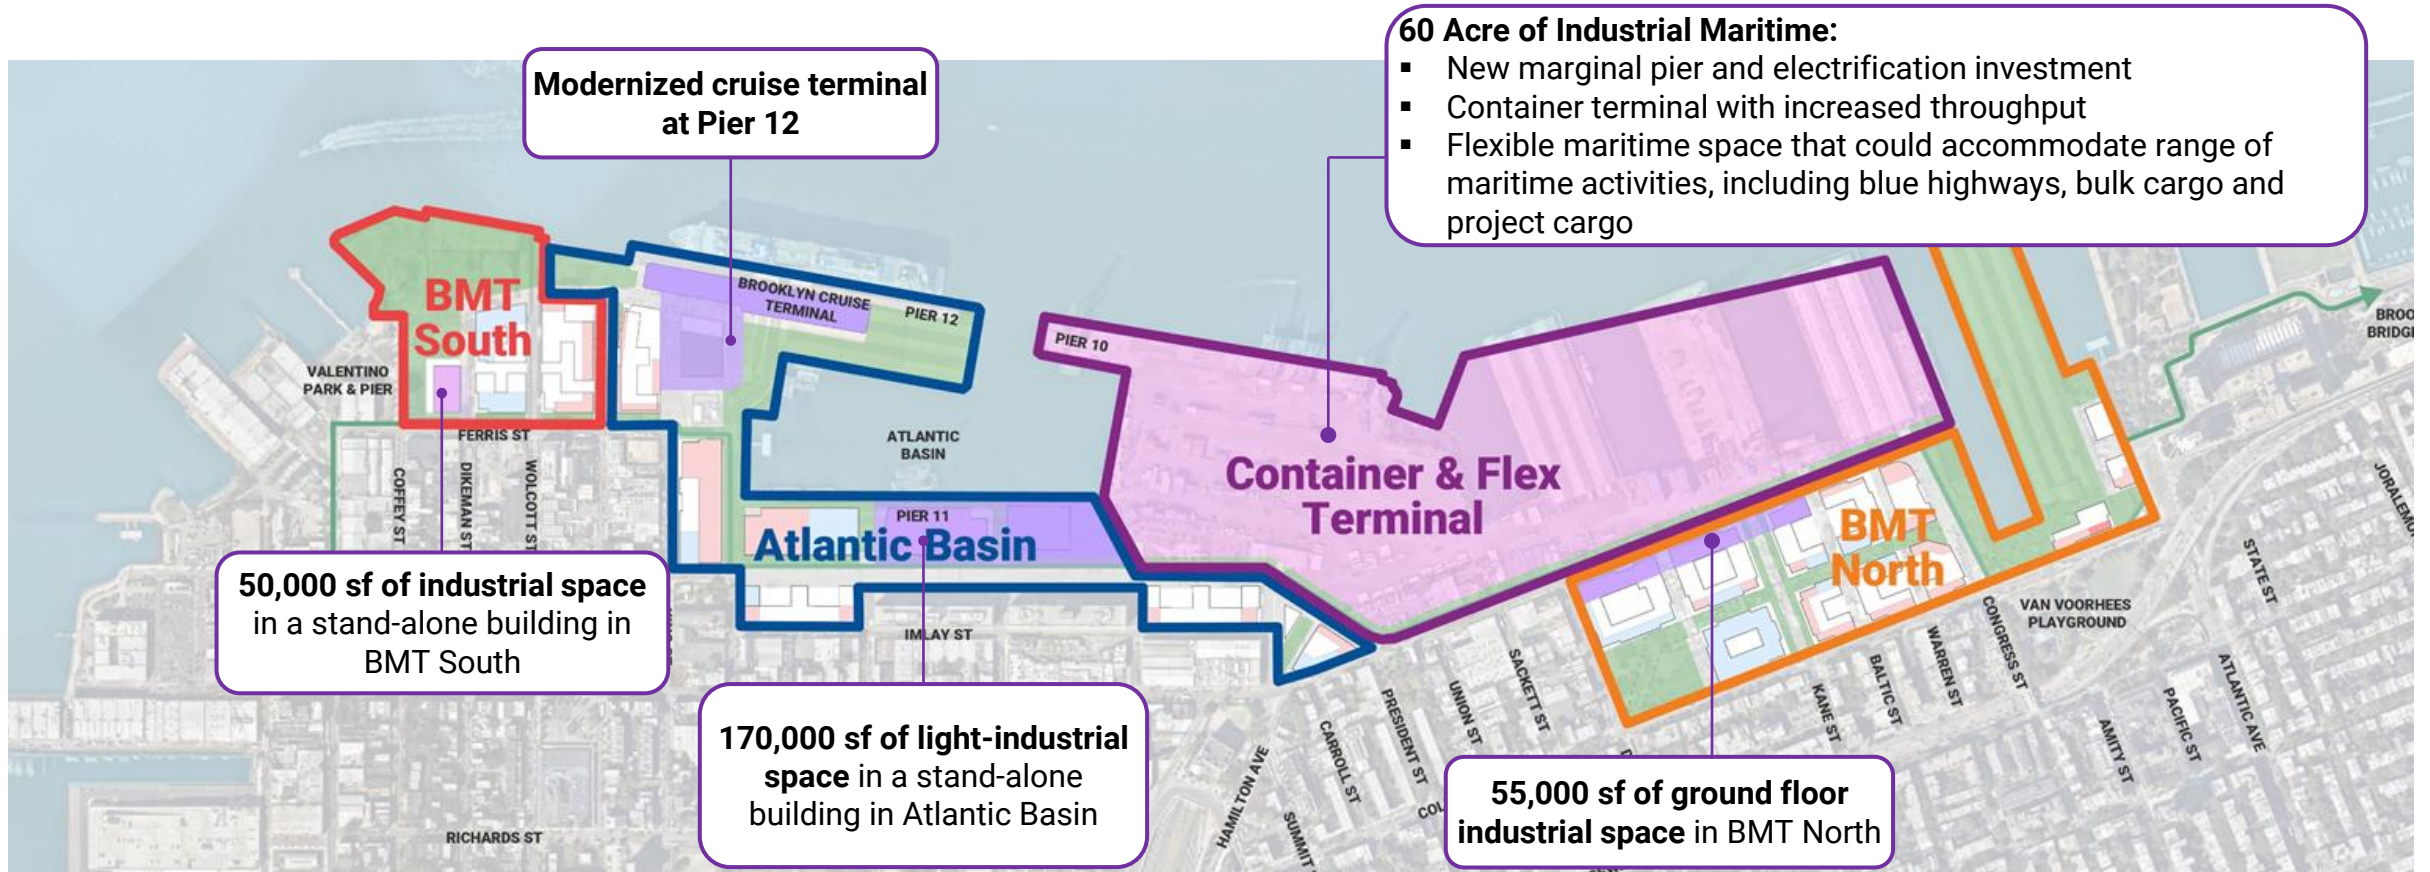 60 Acre of Industrial Maritime:
▪ New marginal pier and electrification investment
▪ Container terminal with increased throughput
▪ Flexible maritime space that could accommodate range of
maritime activities, including blue highways, bulk cargo and
project cargo
Modernized cruise terminal
at Pier 12
BMT
South
BROOKLYN CRUISE
TERMINAL
PIER 12
PIER 10
VALENTINO
PARK & PIER
FERRIS ST
COFFEY ST
DIKEMAN ST
WOLCOTT ST
ATLANTIC
BASIN
PIER 11
Atlantic Basin
Container & Flex
Terminal
BMT
North
IMLAY ST
VAN VOORHEES
PLAYGROUND
50,000 sf of industrial space
in a stand-alone building in
BMT South
170,000 sf of light-industrial
space in a stand-alone
building in Atlantic Basin
55,000 sf of ground floor
industrial space in BMT North
RICHARDS ST
HAMILTON AVE
SUMMIT
CARROLL ST
PRESIDENT ST
UNION ST
SACKETT ST
KANE ST
BALTIC ST
WARREN ST
CONGRESS ST
AMITY ST
PACIFIC ST
ATLANTIC AVE
STATE ST